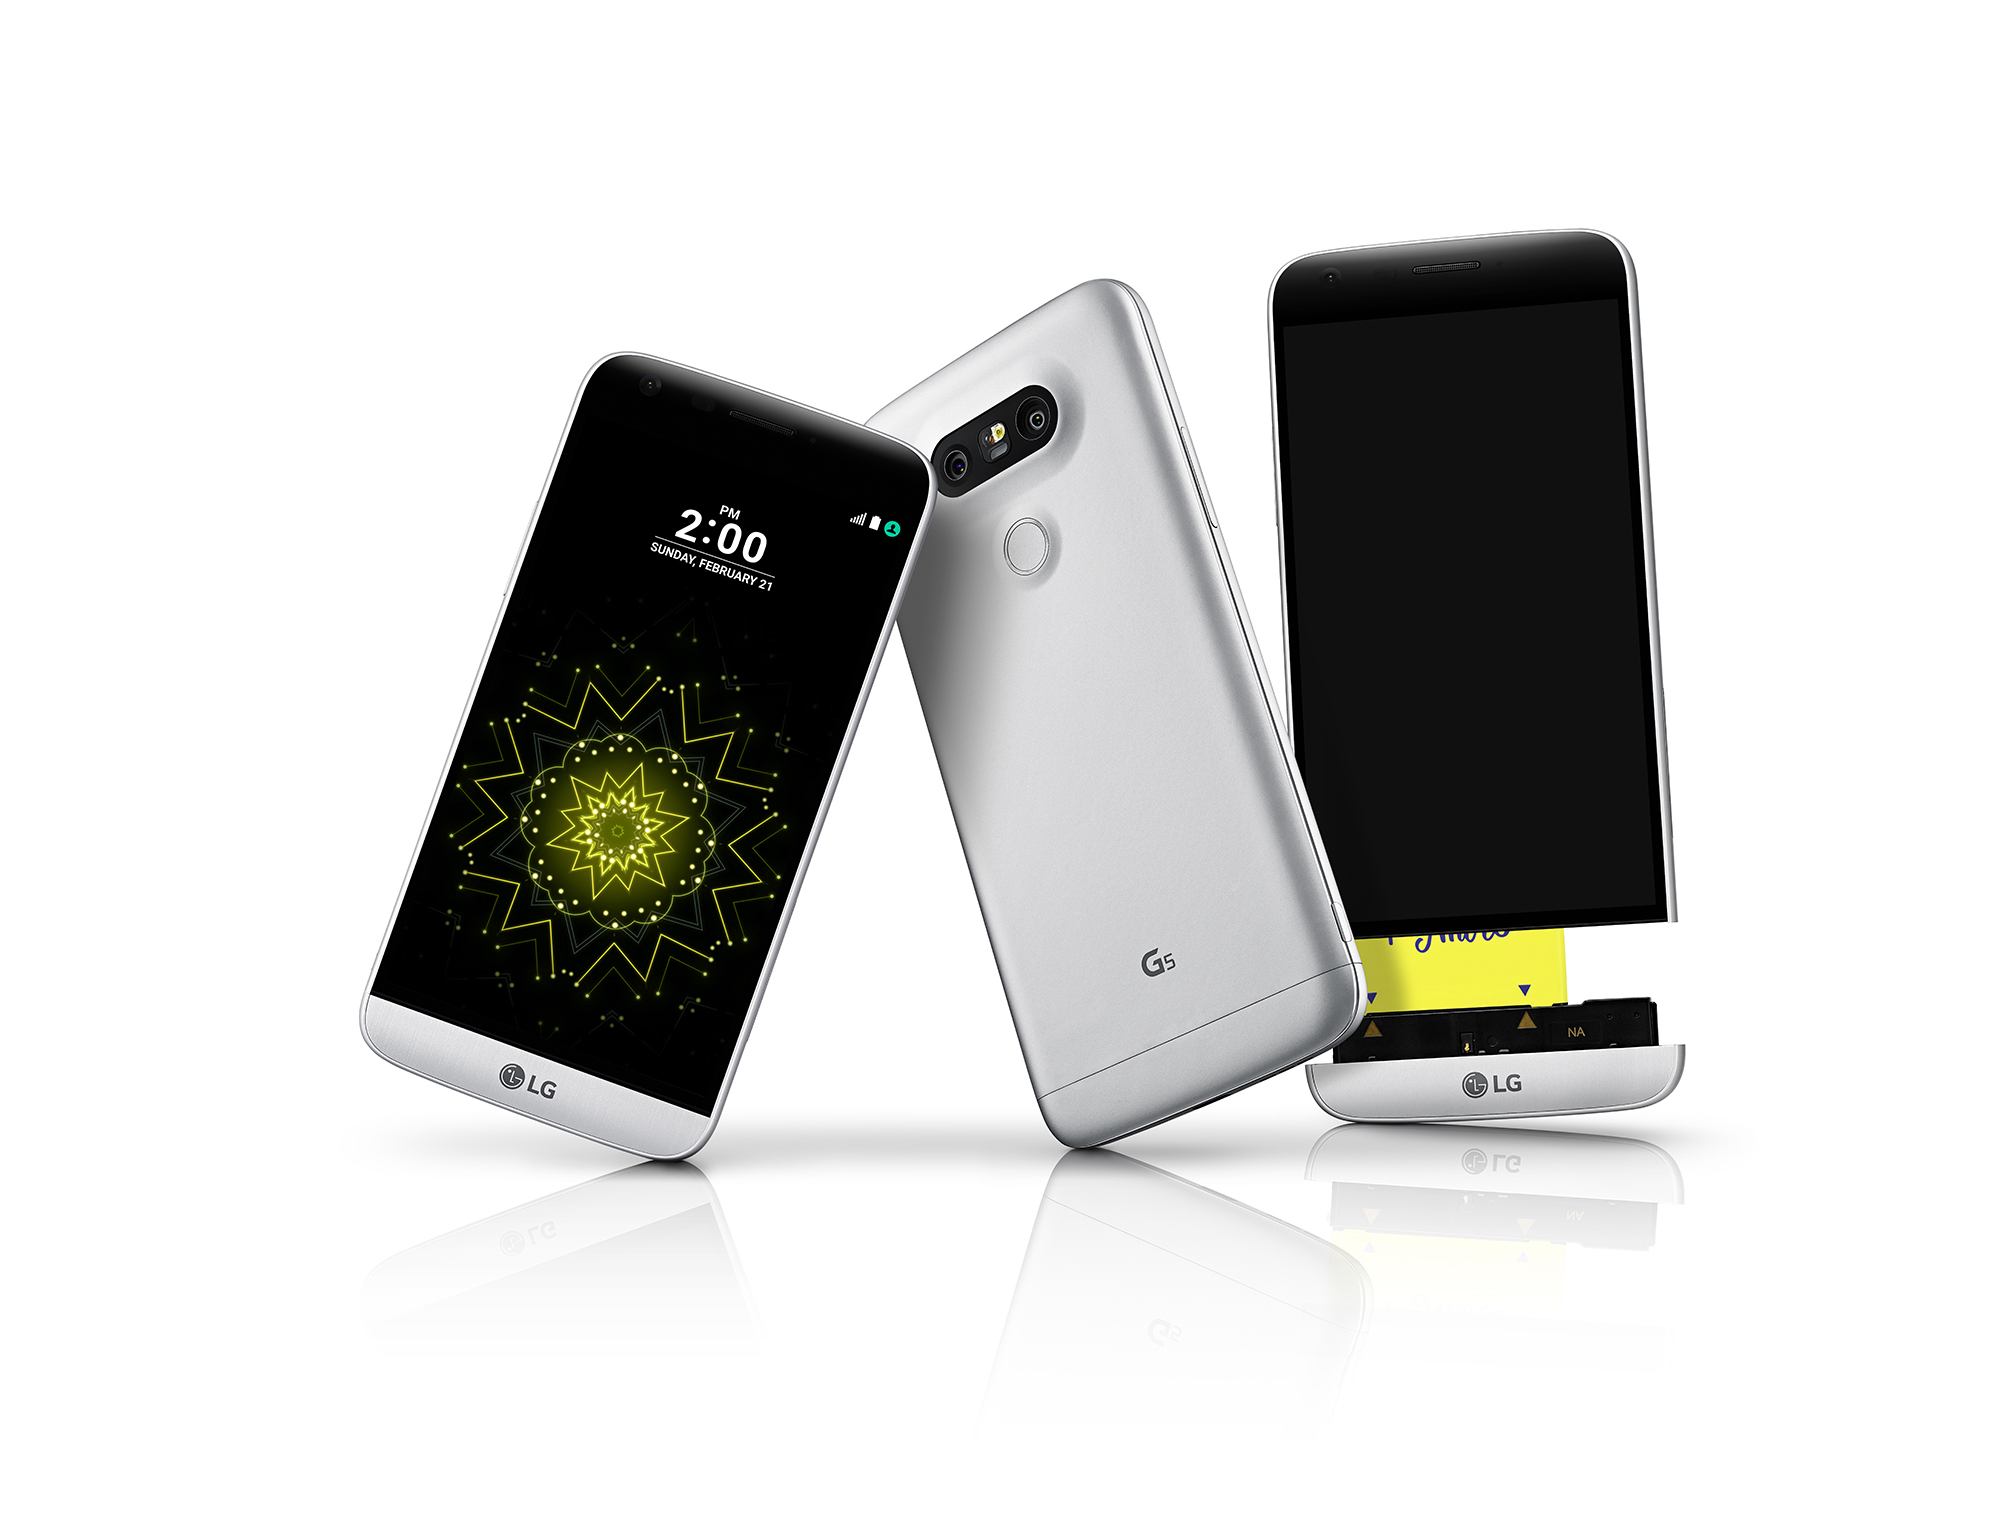 PM
2:00
SUNDAY, FEBRUARY 21
LG
G5
NA
LG